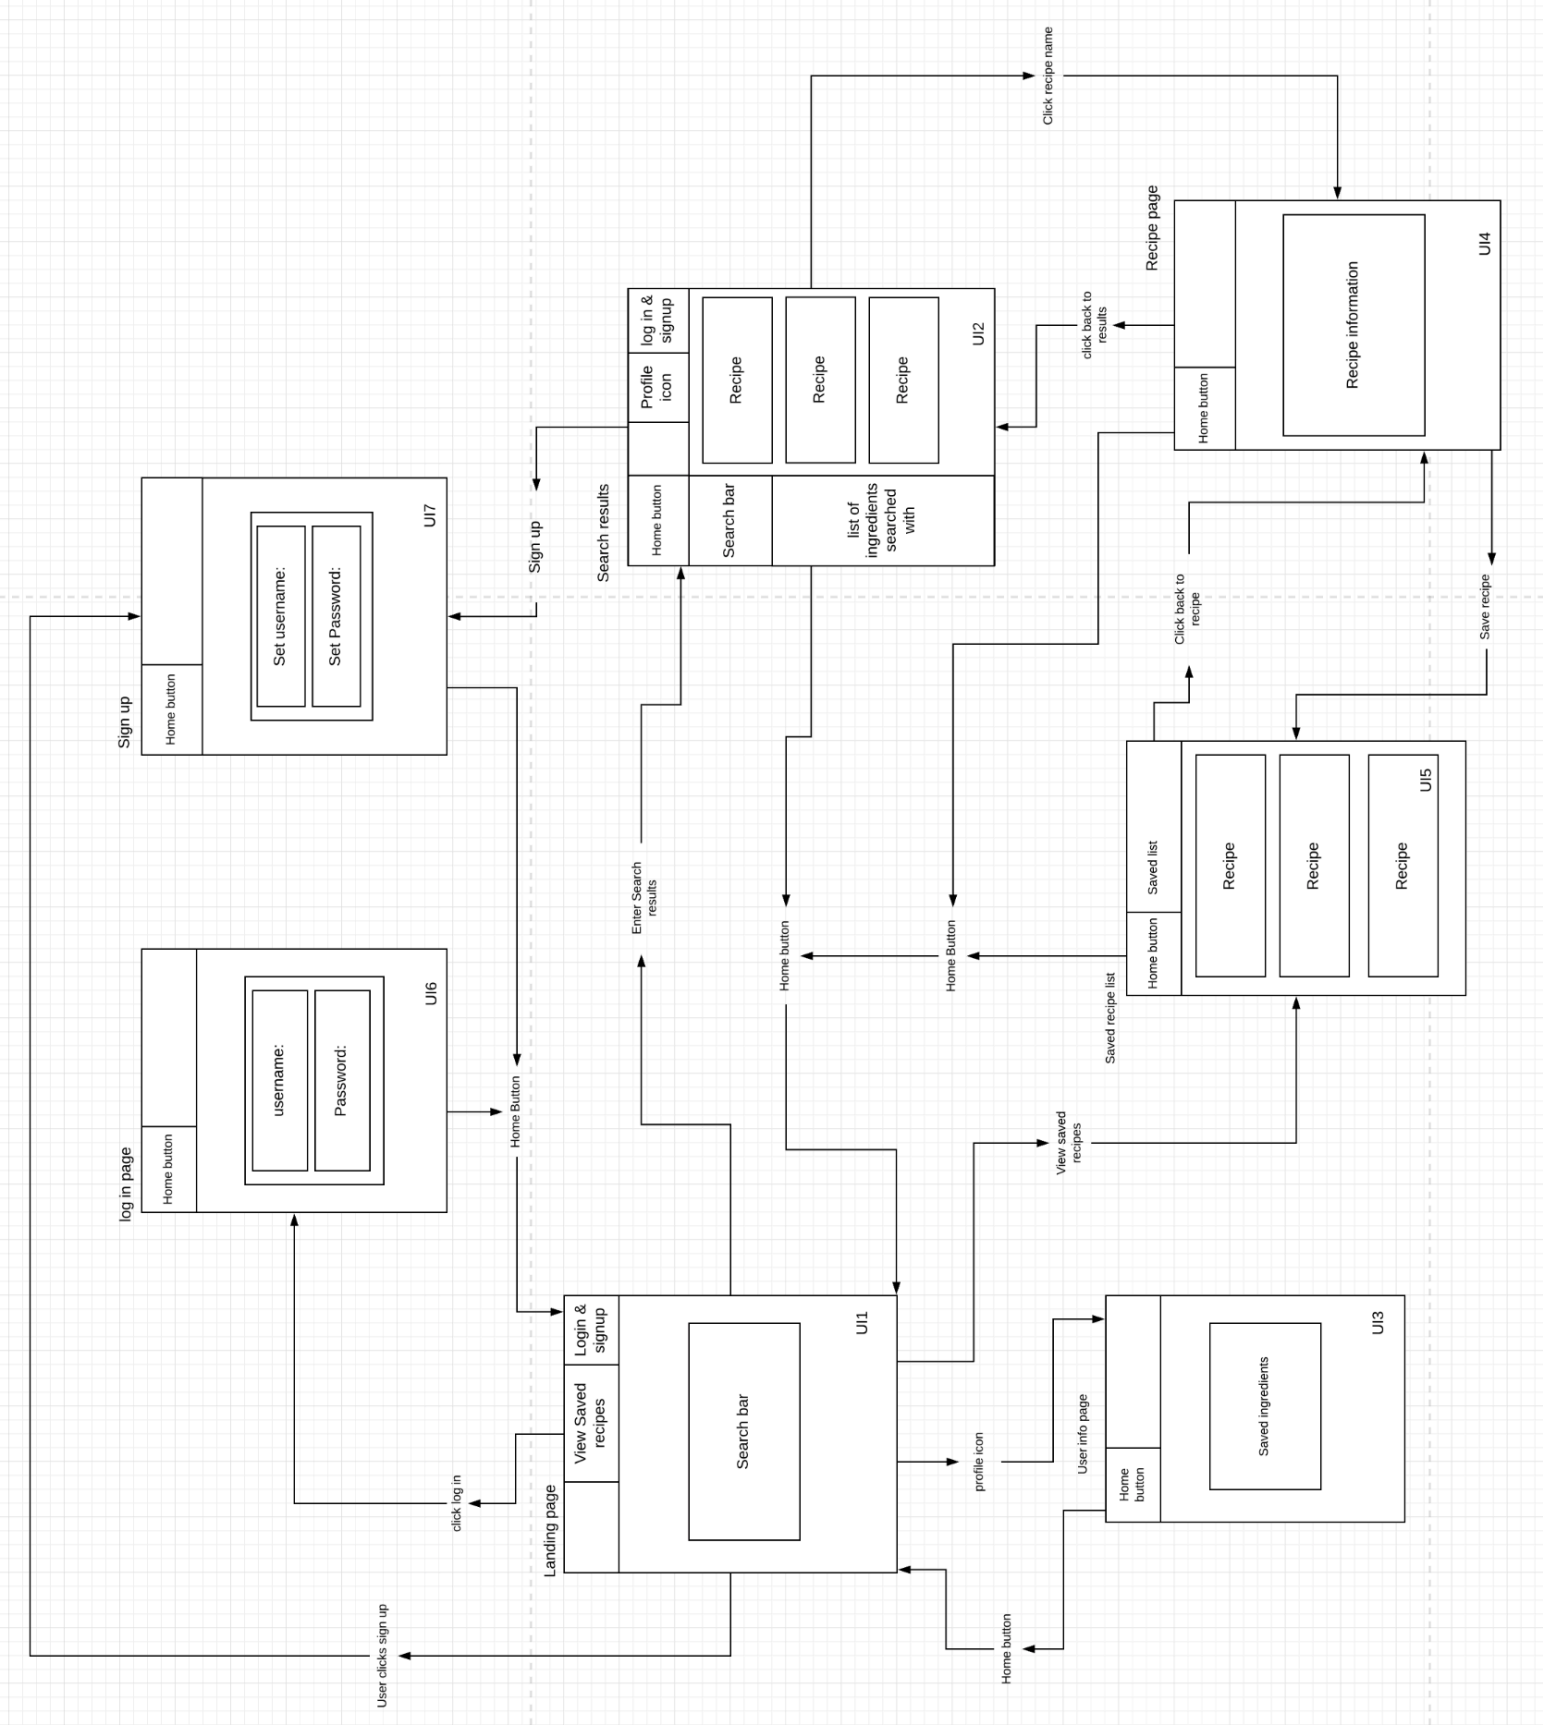 Sign up
Home button
Set username:
Set Password:
UI7
log in page
Home button
username:
Password:
UI6
User clicks sign up
click log in
Home Button
Sign up
Landing page
View Saved
recipes
Login &
signup
Search bar
UI1
Enter Search
results
Search results
Home button
Profile
icon
log in &
signup
Search bar
list of
ingredients
searched
with
Recipe
Recipe
Recipe
UI2
Home button
Home Button
Home button
profile icon
View saved
recipes
click back to
results
Click recipe name
User info page
Home
button
Saved ingredients
UI3
Saved recipe list
Home button
Saved list
Recipe
Recipe
Recipe
UI5
Click back to
recipe
Save recipe
Recipe page
Home button
Recipe information
UI4